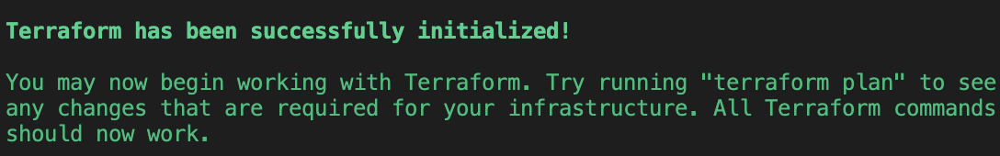 Terraform has been successfully initialized!
You may now begin working with Terraform. Try running "terraform plan" to see
any changes that are required for your infrastructure. All Terraform commands
should now work.